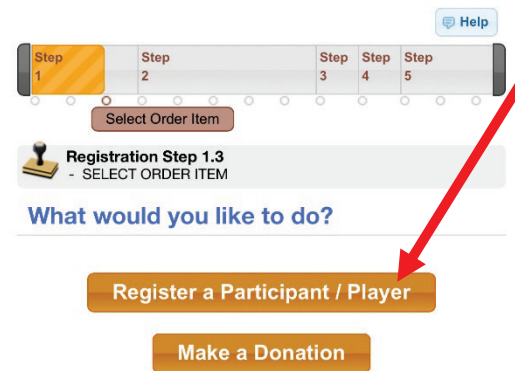 Help
Step Step Step Step Step
1 2 3 4 5
Select Order Item
Registration Step 1.3
- SELECT ORDER ITEM
What would you like to do?
Register a Participant / Player
Make a Donation